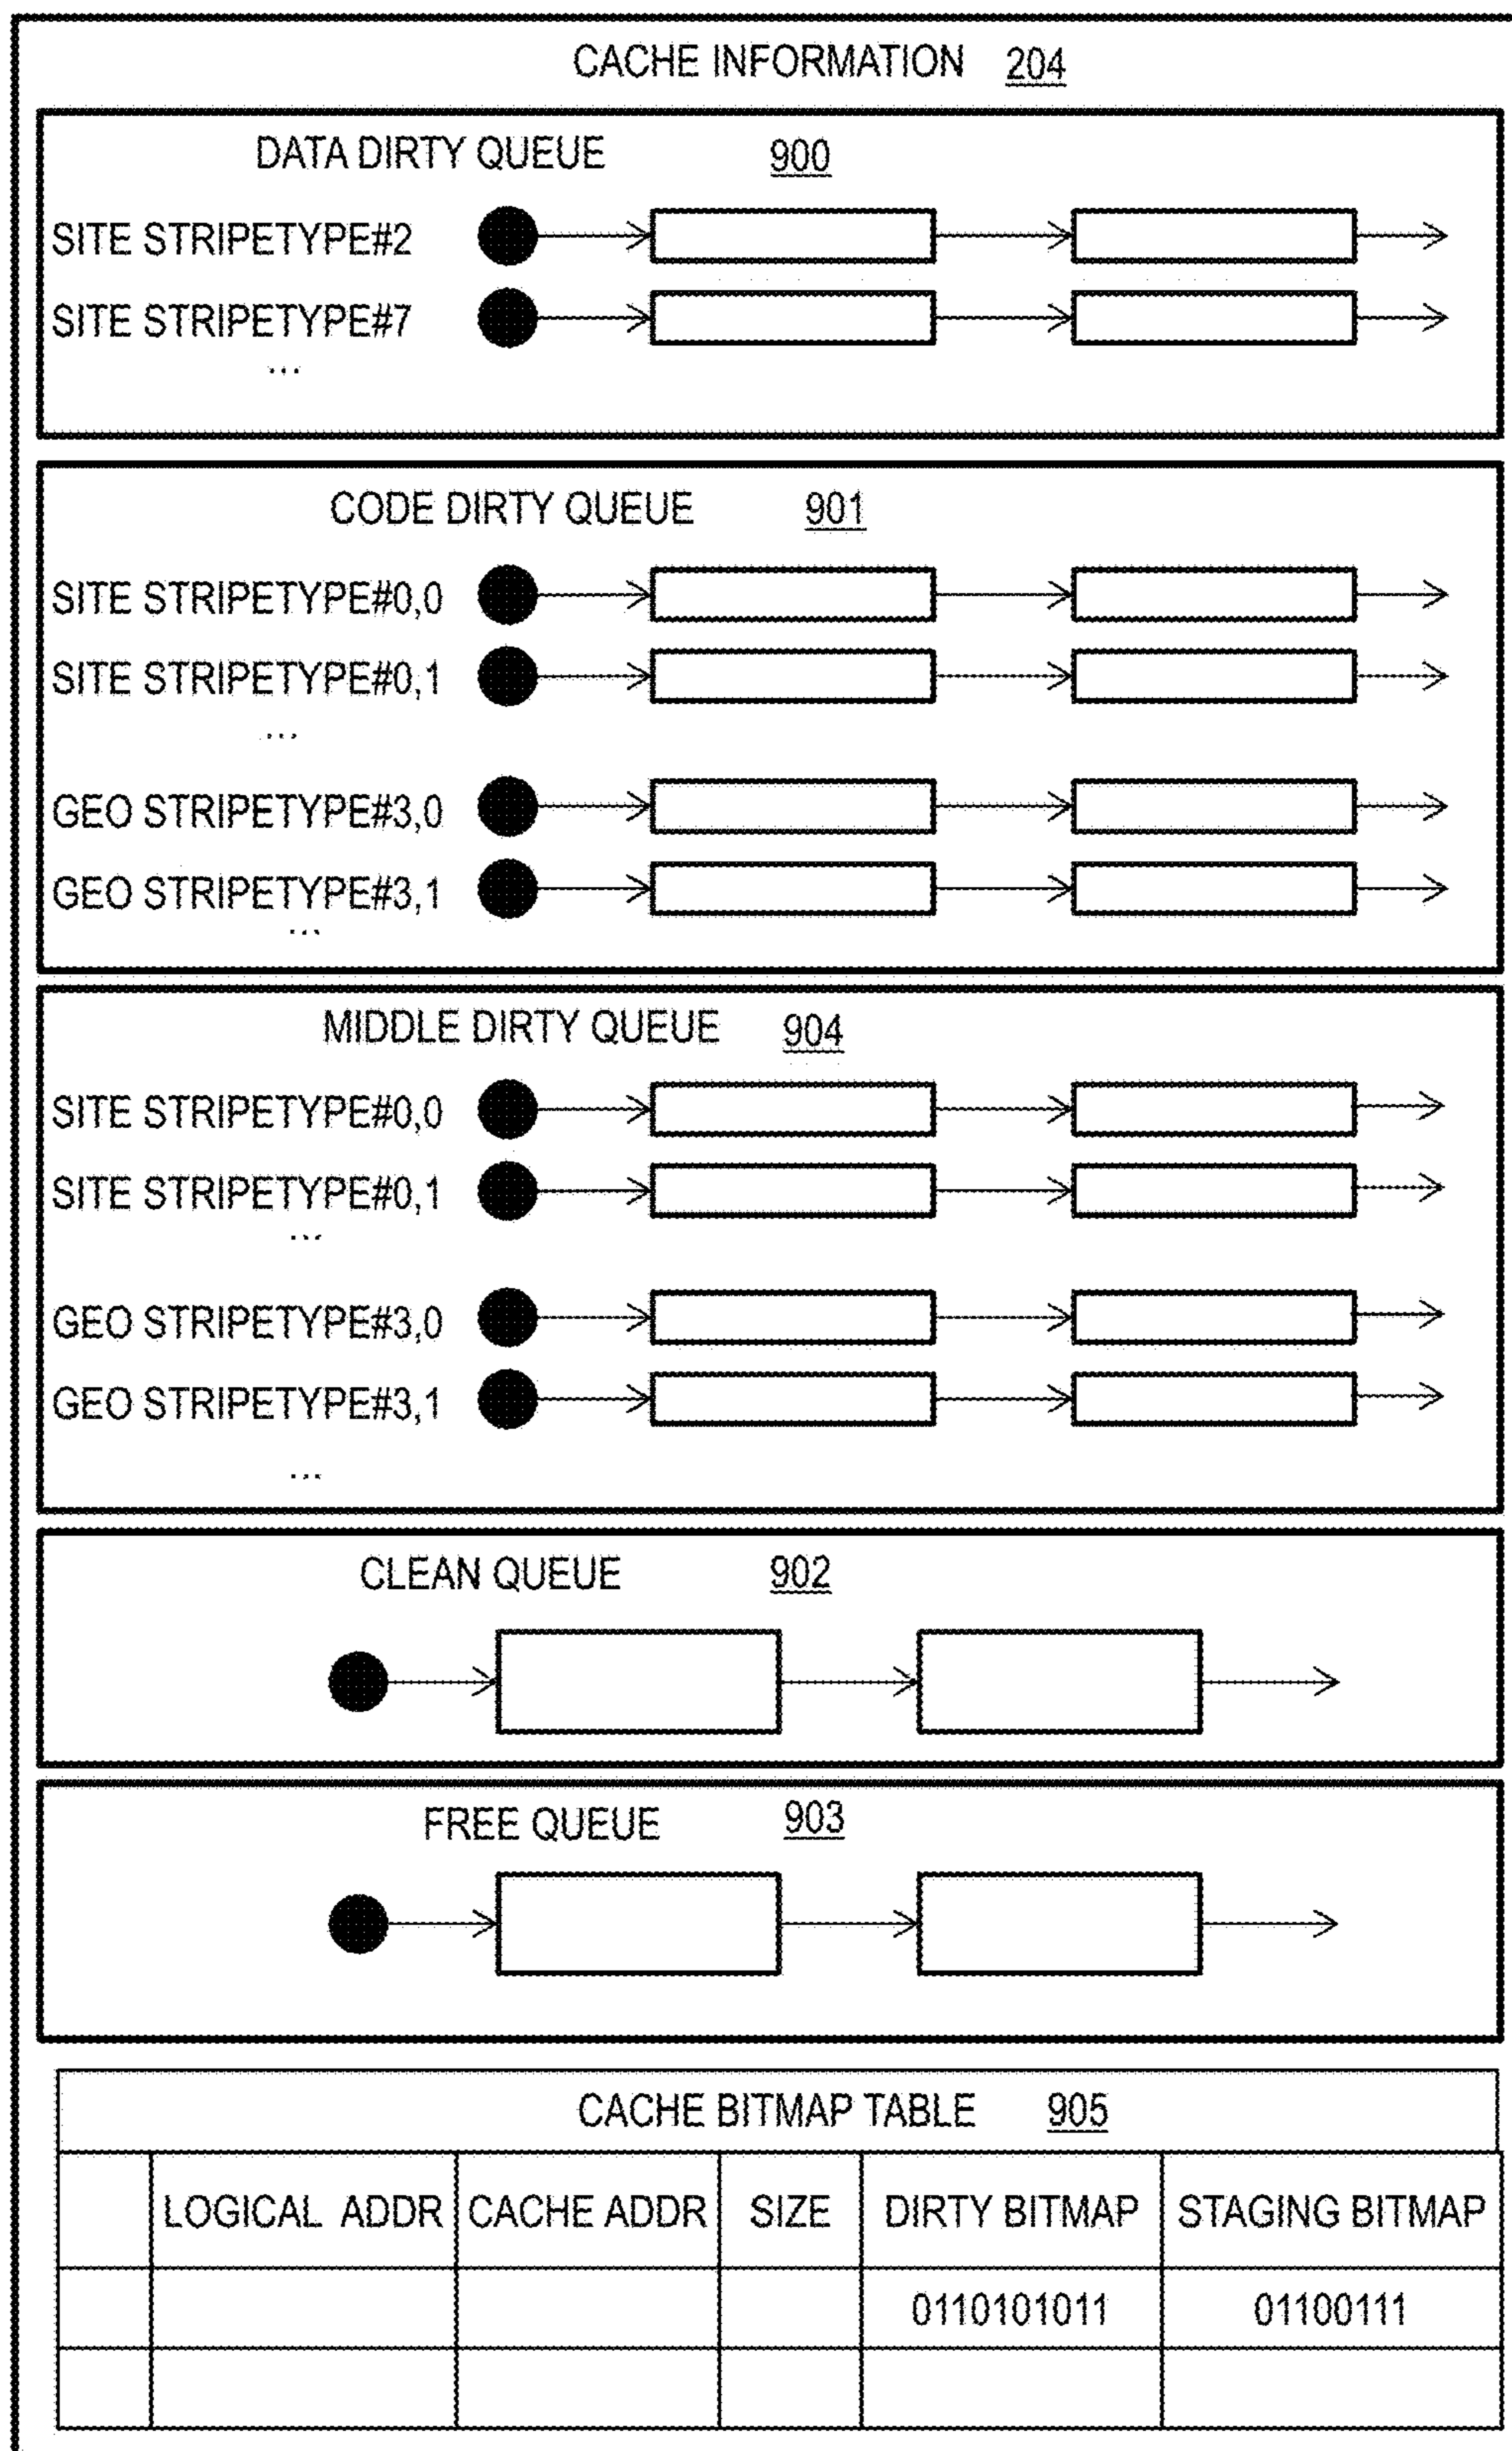 CACHE INFORMATION 204
DATA DIRTY QUEUE 900
SITE STRIPETYPE#2
SITE STRIPETYPE#7
...
CODE DIRTY QUEUE 901
SITE STRIPETYPE#0,0
SITE STRIPETYPE#0,1
...
GEO STRIPETYPE#3,0
GEO STRIPETYPE#3,1
...
MIDDLE DIRTY QUEUE 904
SITE STRIPETYPE#0,0
SITE STRIPETYPE#0,1
...
GEO STRIPETYPE#3,0
GEO STRIPETYPE#3,1
...
CLEAN QUEUE 902
FREE QUEUE 903
CACHE BITMAP TABLE 905
LOGICAL ADDR CACHE ADDR SIZE DIRTY BITMAP STAGING BITMAP
0110101011 01100111